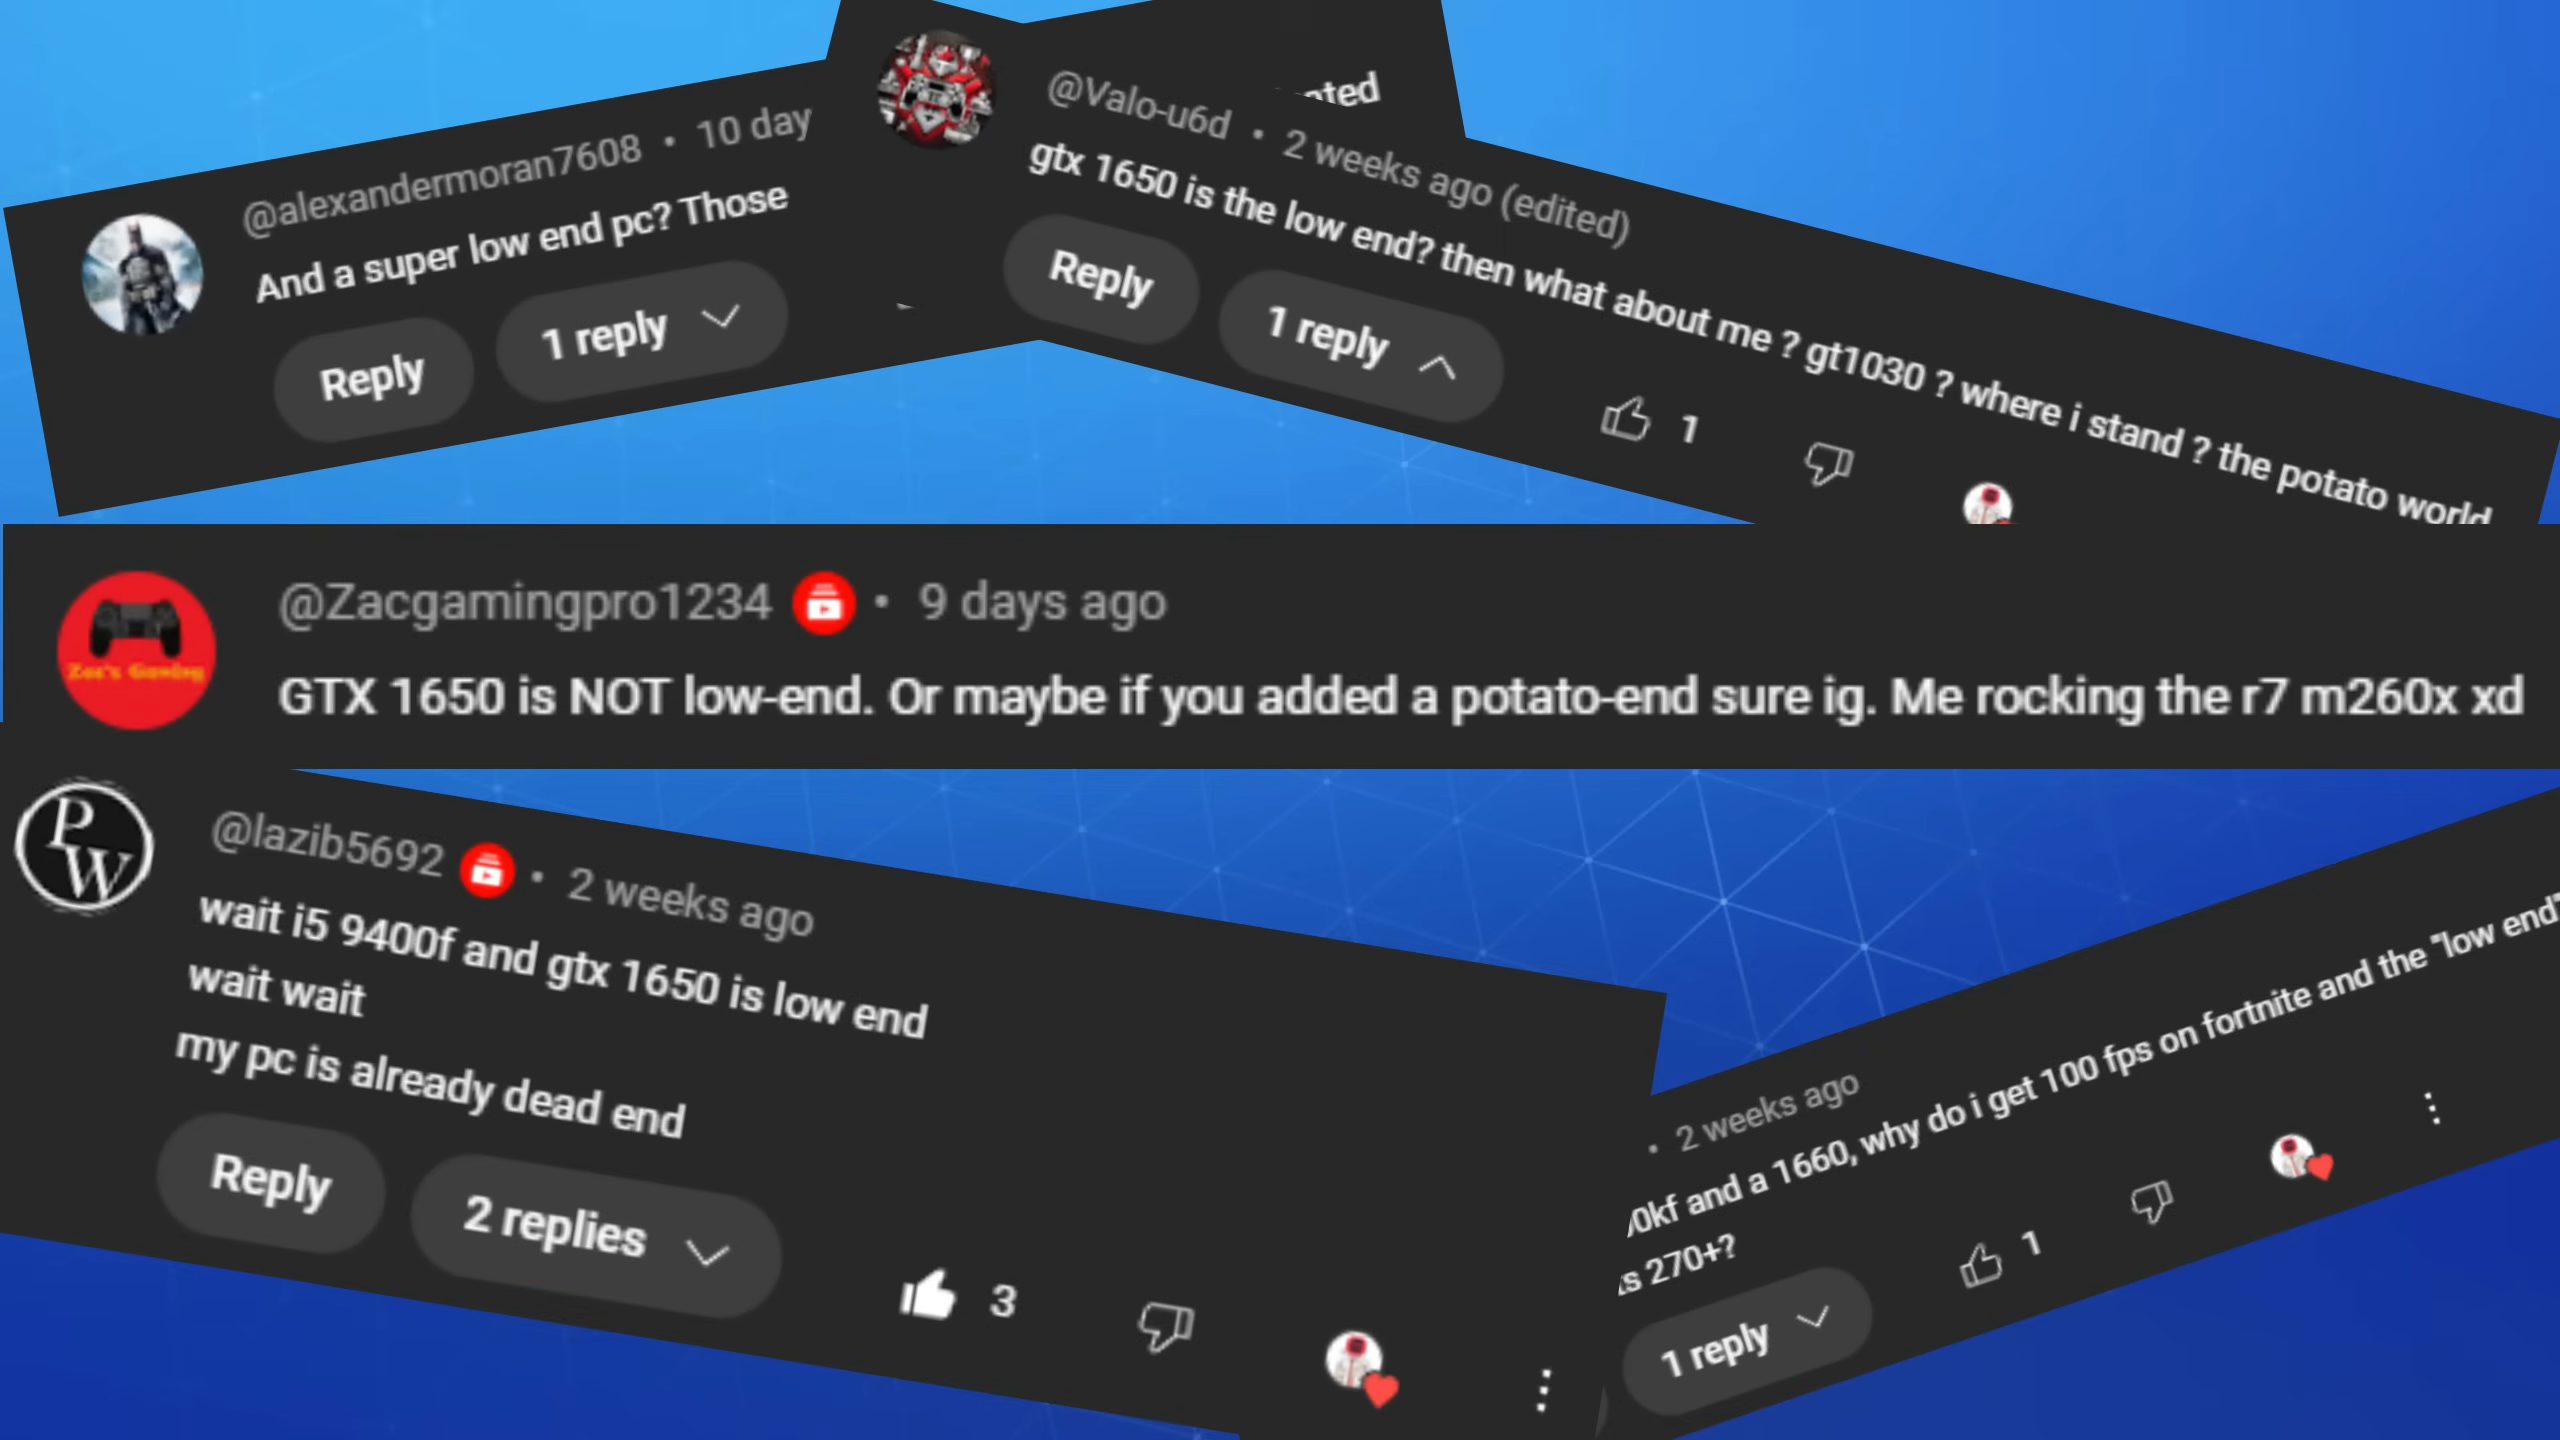 @alexandermoran7608 • 10 day
And a super low end pc? Those
Reply
1 reply
@Valo-u6d • 2 weeks ago (edited)
gtx 1650 is the low end? then what about me ? gt1030 ? where i stand ? the potato world
Reply
1 reply
1
@Zacgamingpro1234 • 9 days ago
Zac's Gaming
GTX 1650 is NOT low-end. Or maybe if you added a potato-end sure ig. Me rocking the r7 m260x xd
PW
@lazib5692 • 2 weeks ago
wait i5 9400f and gtx 1650 is low end
wait wait
my pc is already dead end
Reply
2 replies
3
• 2 weeks ago
0kf and a 1660, why do i get 100 fps on fortnite and the "low end"
s 270+?
1 reply
1